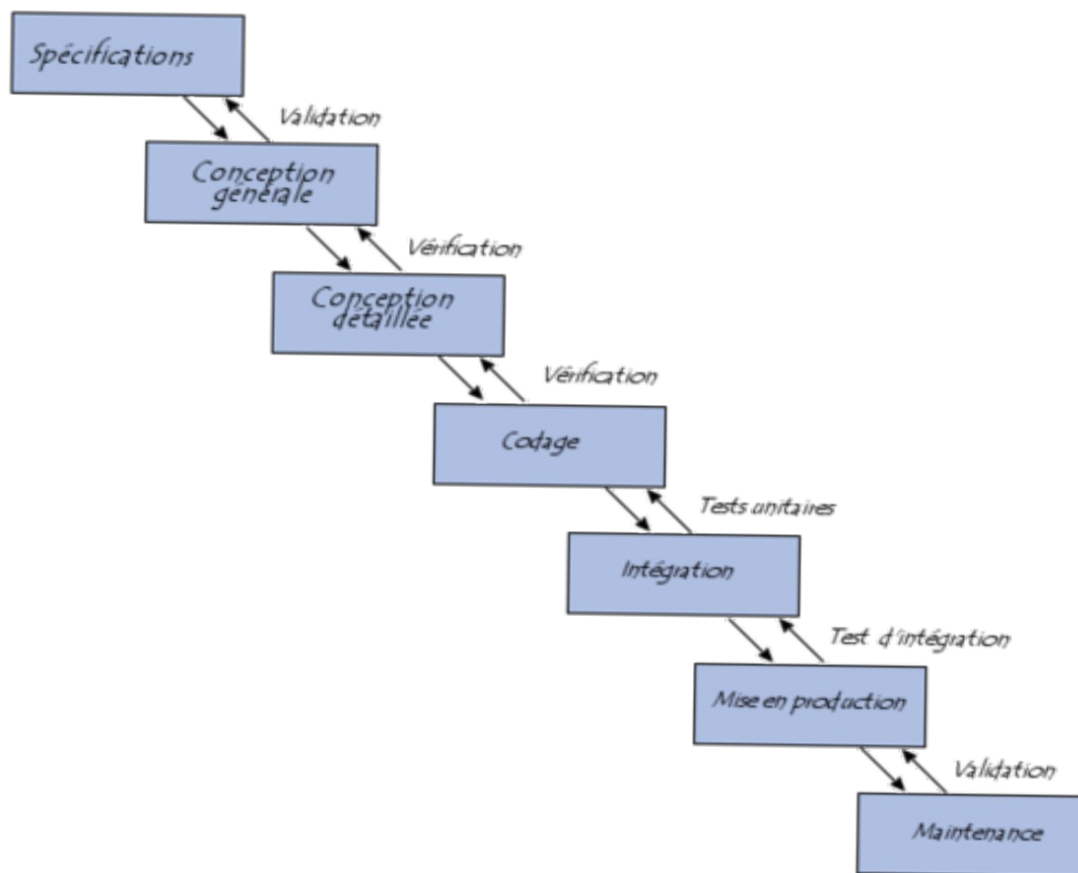 Spécifications
Validation
Conception
générale
Vérification
Conception
détaillée
Vérification
Codage
Tests unitaires
Intégration
Test d'intégration
Mise en production
Validation
Maintenance